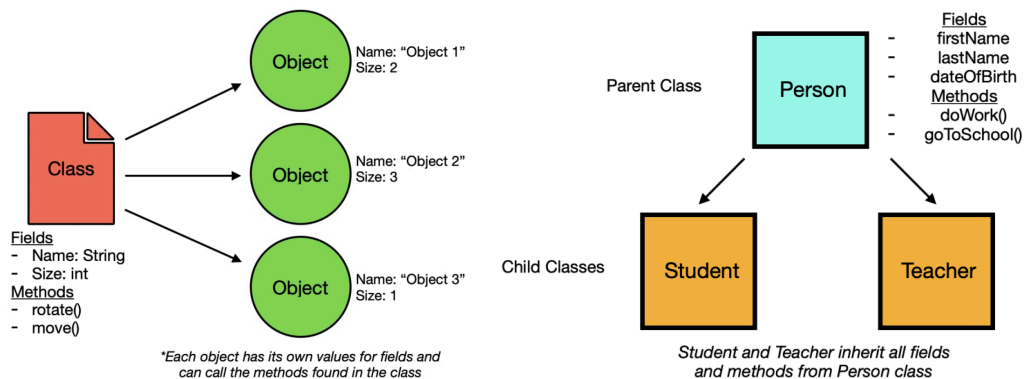 Class
Fields
- Name: String
- Size: int
Methods
- rotate()
- move()
Object
Name: “Object 1”
Size: 2
Object
Name: “Object 2”
Size: 3
Object
Name: “Object 3”
Size: 1
*Each object has its own values for fields and
can call the methods found in the class
Parent Class
Person
Fields
- firstName
- lastName
- dateOfBirth
Methods
- doWork()
- goToSchool()
Child Classes
Student
Teacher
Student and Teacher inherit all fields
and methods from Person class